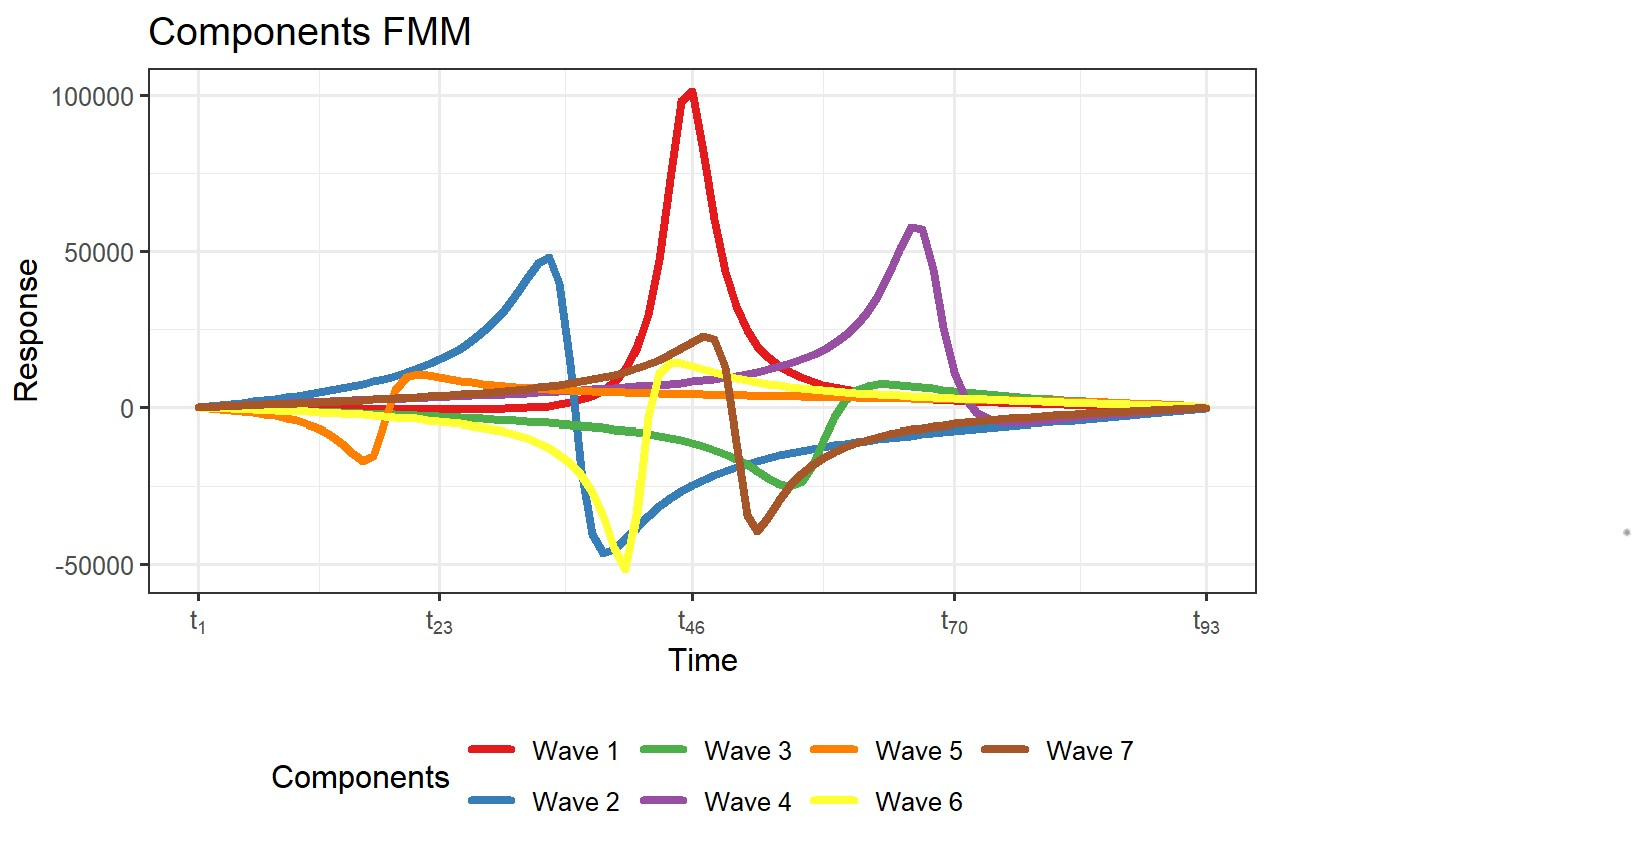 Components FMM
100000
50000
0
-50000
Response
t1 t23 t46 t70 t93
Time
Components
Wave 1 Wave 3 Wave 5 Wave 7
Wave 2 Wave 4 Wave 6